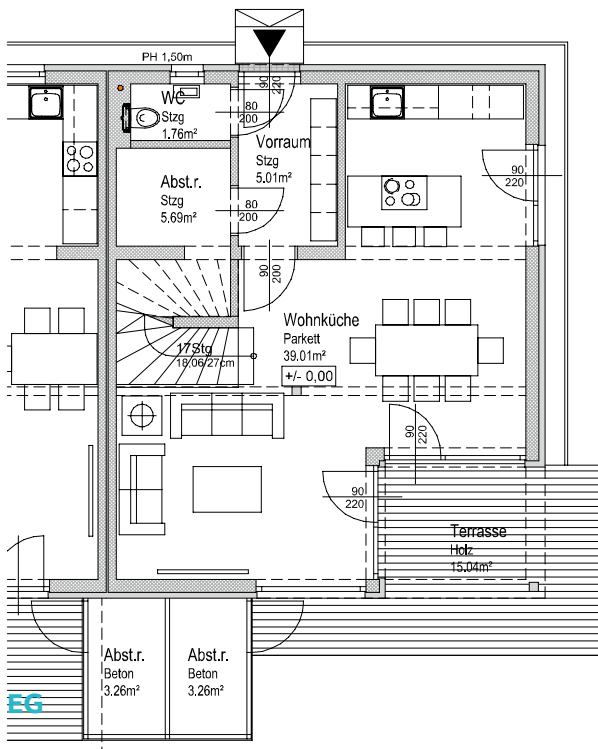 PH 1,50m
90
220
WC
Stzg
1.76m²
80
200
Vorraum
Stzg
5.01m²
Abst.r.
Stzg
5.69m²
80
200
90
220
90
200
Wohnküche
Parkett
39.01m²
+/- 0,00
17Stg
18.06/27cm
90
220
90
220
Terrasse
Holz
15.04m²
Abst.r.
Beton
3.26m²
Abst.r.
Beton
3.26m²
EG